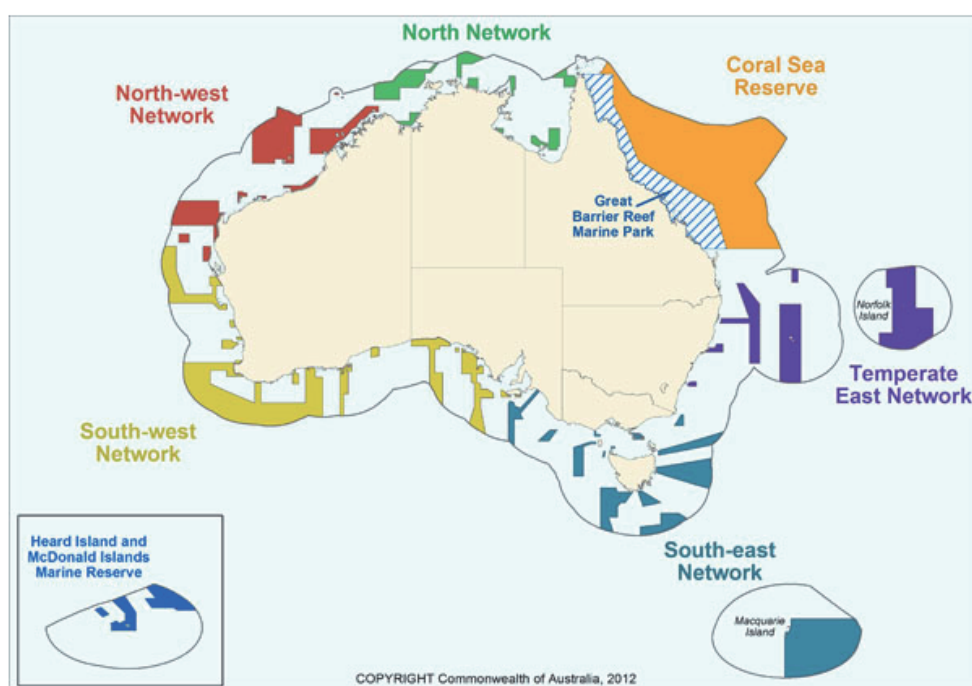 North Network
Coral Sea
Reserve
North-west
Network
Great
Barrier Reef
Marine Park
Norfolk
Island
Temperate
East Network
South-west
Network
South-east
Network
Heard Island and
McDonald Islands
Marine Reserve
Macquarie
Island
COPYRIGHT Commonwealth of Australia, 2012